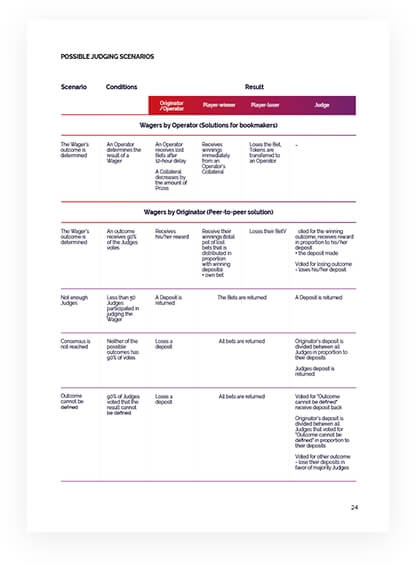 POSSIBLE JUDGING SCENARIOS
Scenario Conditions Result
Originator /Operator Player-winner Player-loser Judge
Wagers by Operator (Solutions for bookmakers)
The Wager's outcome is determined
An Operator determines the result of a Wager
An Operator receives lost Bets after 12-hour delay
A Collateral decreases by the amount of Prizes
Receives winnings immediately from an Operator's Collateral
Loses the Bet, Tokens are transferred to an Operator
-
Wagers by Originator (Peer-to-peer solution)
The Wager's outcome is determined
An outcome receives 90% of the Judges votes
Receives his/her reward
Receive their winnings (total pot of lost bets that is distributed in proportion with winning deposits) + own bet
Loses their BetV
oted for the winning outcome, receives reward in proportion to his/her deposit + the deposit made
Voted for losing outcome - loses his/her deposit
Not enough Judges
Less than 50 Judges participated in judging the Wager
A Deposit is returned
The Bets are returned
A Deposit is returned
Consensus is not reached
Neither of the possible outcomes has 90% of votes
Loses a deposit
All bets are returned
Originator's deposit is divided between all Judges in proportion to their deposits
Judges deposit is returned
Outcome cannot be defined
90% of Judges voted that the result cannot be defined
Loses a deposit
All bets are returned
Voted for "Outcome cannot be defined" receive deposit back
Originator's deposit is divided between all Judges that voted for "Outcome cannot be defined" in proportion to their deposits
Voted for other outcome - lose their deposits in favor of majority Judges
24